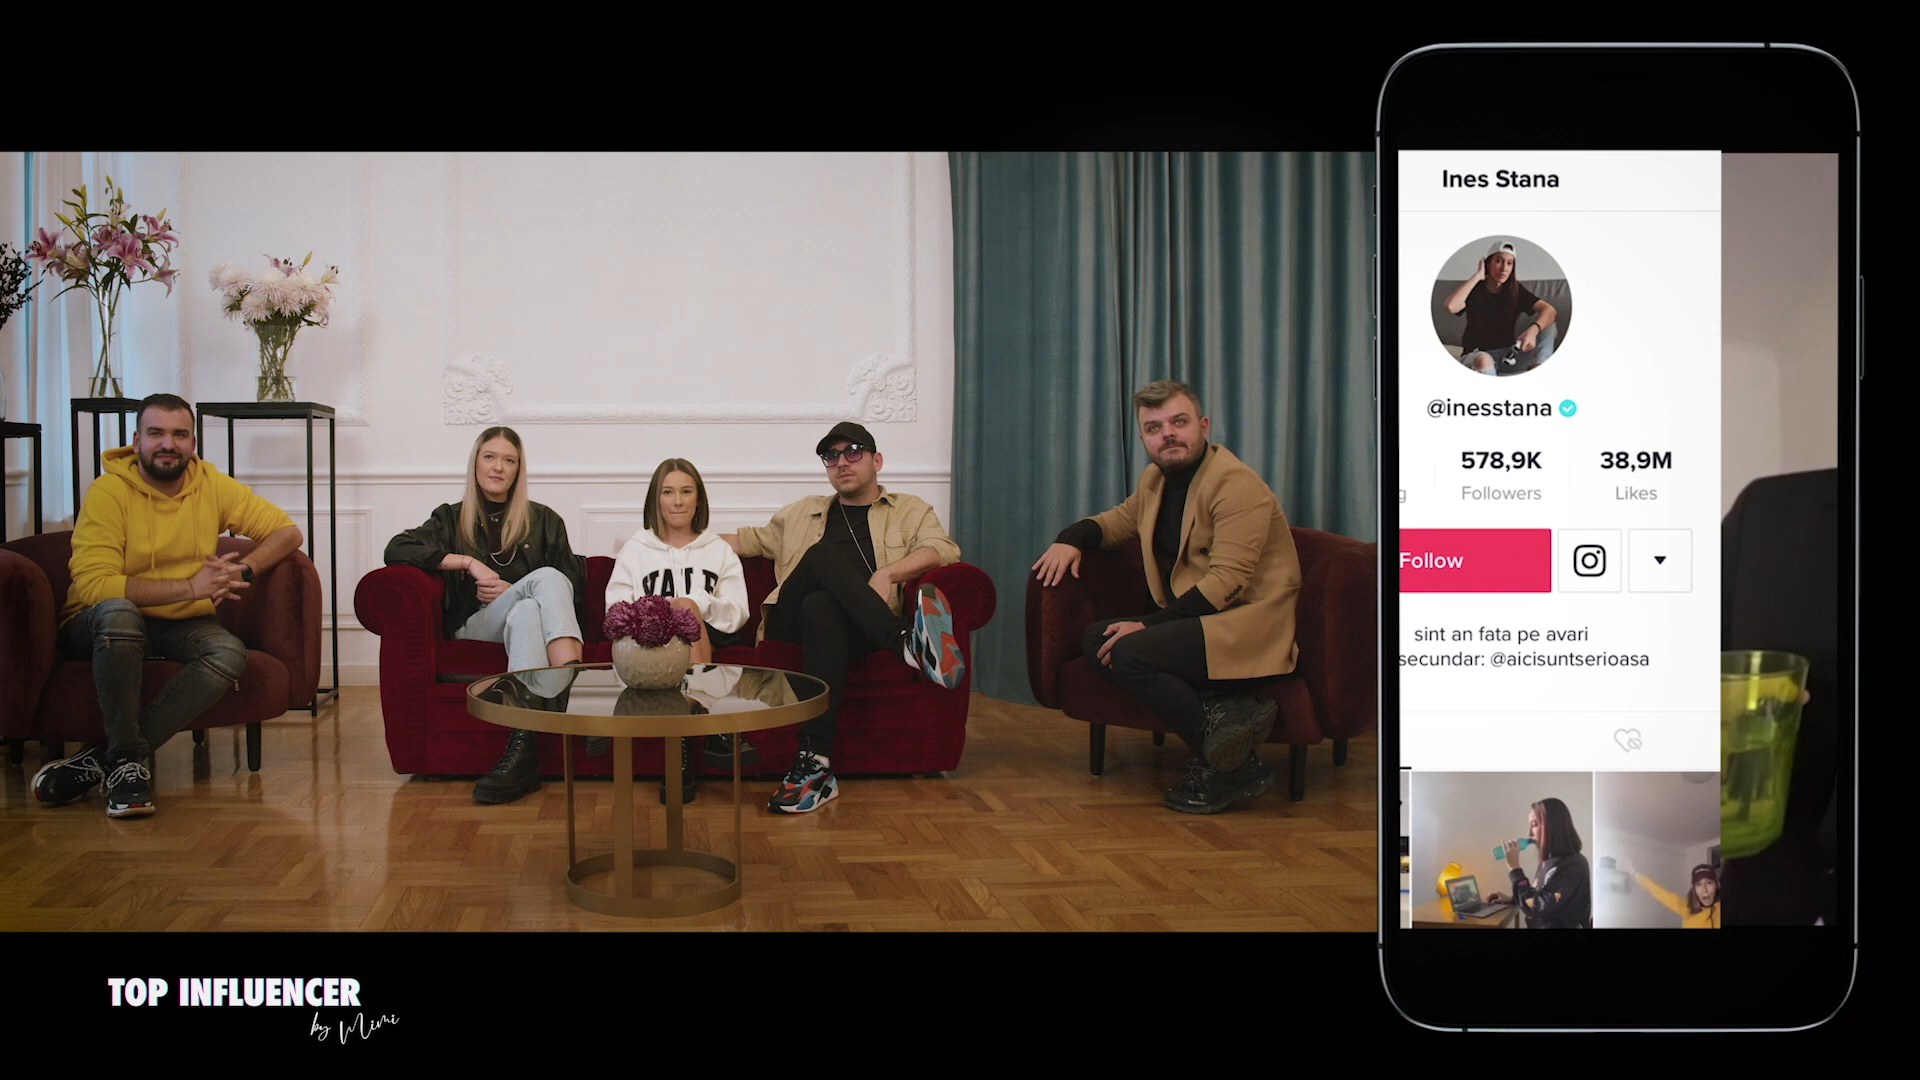 Ines Stana
@inesstana
578,9K
38,9M
g
Followers
Likes
Follow
sint an fata pe avari
secundar: @aicisuntserioasa
YALE
TOP INFLUENCER
by Mimi